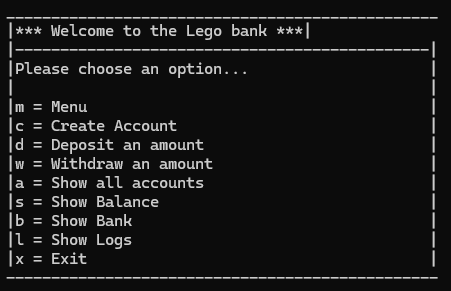 |*** Welcome to the Lego bank ***|
Please choose an option...
m = Menu
c = Create Account
d = Deposit an amount
w = Withdraw an amount
a = Show all accounts
s = Show Balance
b = Show Bank
l = Show Logs
x = Exit